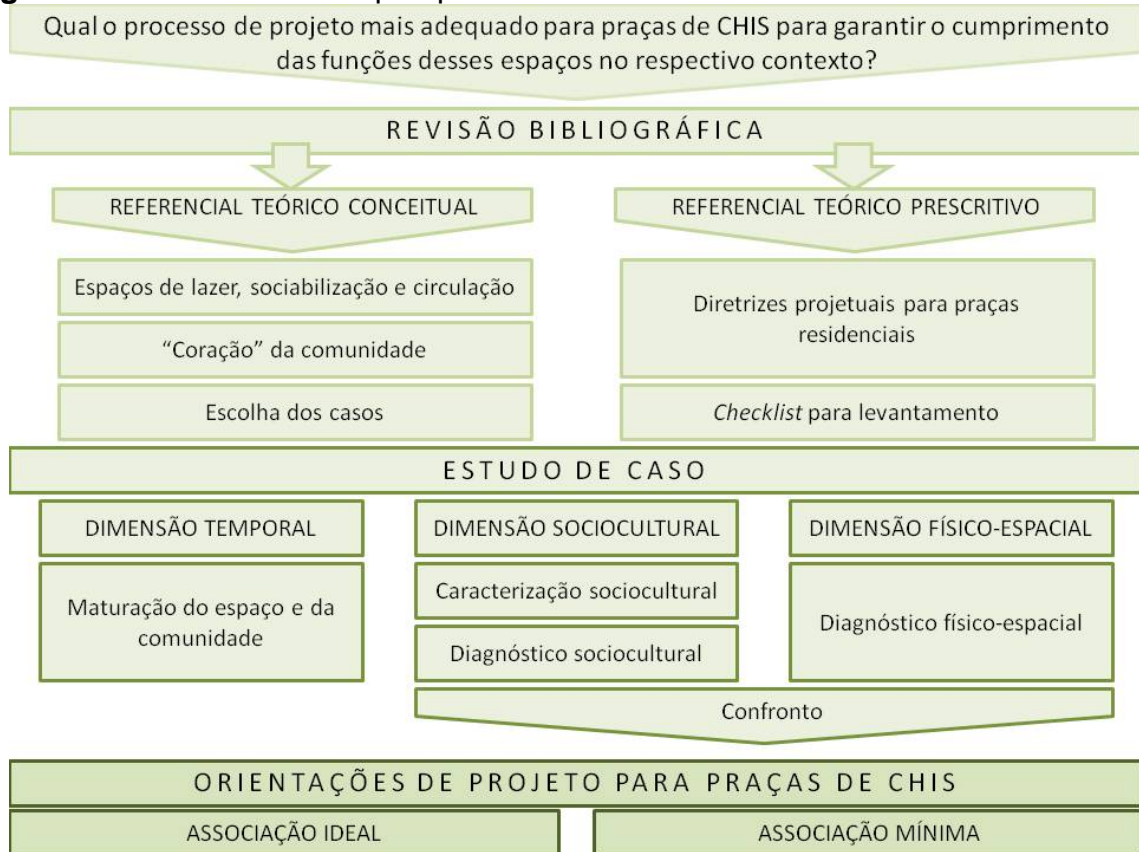 Qual o processo de projeto mais adequado para praças de CHIS para garantir o cumprimento
das funções desses espaços no respectivo contexto?
REVISÃO BIBLIOGRÁFICA
REFERENCIAL TEÓRICO CONCEITUAL
REFERENCIAL TEÓRICO PRESCRITIVO
Espaços de lazer, sociabilização e circulação
“Coração” da comunidade
Escolha dos casos
Diretrizes projetuais para praças
residenciais
Checklist para levantamento
ESTUDO DE CASO
DIMENSÃO TEMPORAL
Maturação do espaço e da
comunidade
DIMENSÃO SOCIOCULTURAL
Caracterização sociocultural
Diagnóstico sociocultural
DIMENSÃO FÍSICO-ESPACIAL
Diagnóstico físico-espacial
Confronto
ORIENTAÇÕES DE PROJETO PARA PRAÇAS DE CHIS
ASSOCIAÇÃO IDEAL
ASSOCIAÇÃO MÍNIMA